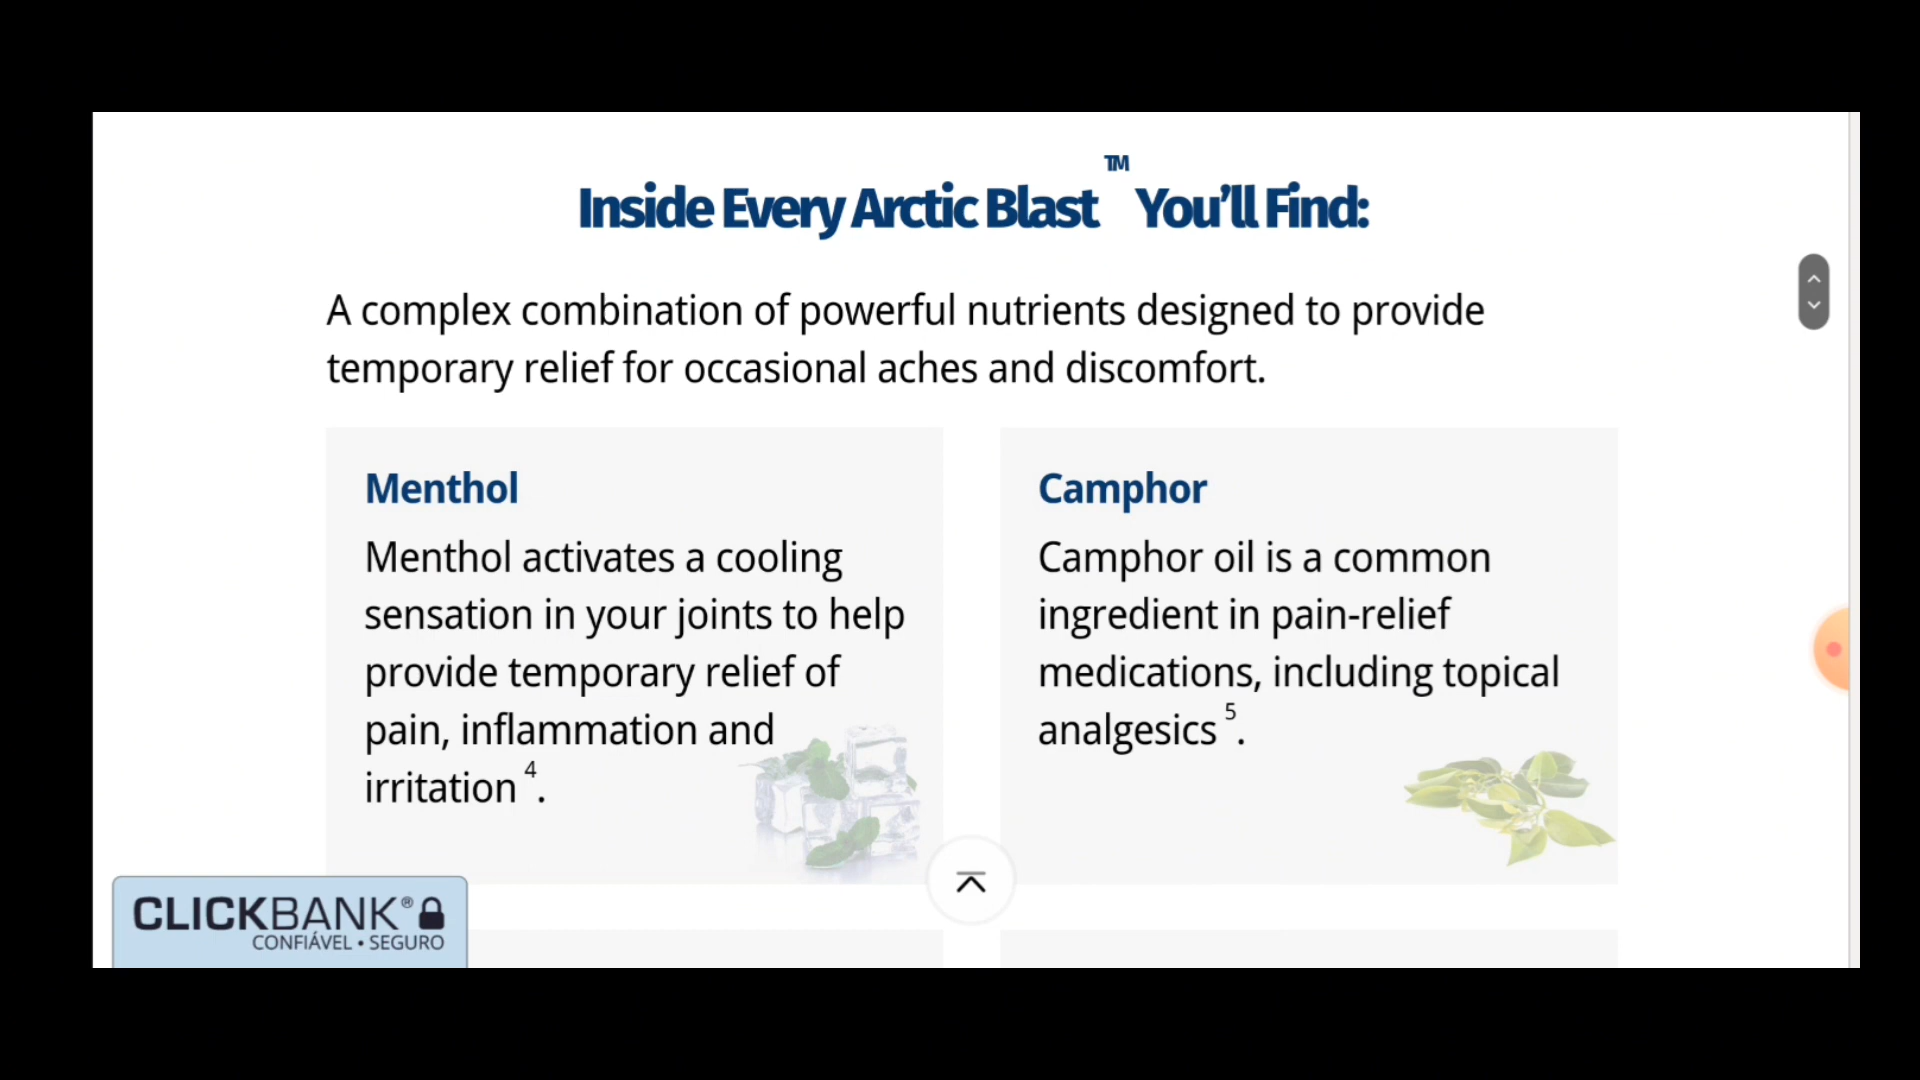 Inside Every Arctic Blast™ You’ll Find:
A complex combination of powerful nutrients designed to provide
temporary relief for occasional aches and discomfort.
Menthol
Menthol activates a cooling
sensation in your joints to help
provide temporary relief of
pain, inflammation and
irritation 4.
Camphor
Camphor oil is a common
ingredient in pain-relief
medications, including topical
analgesics 5.
CLICKBANK®
CONFIÁVEL • SEGURO